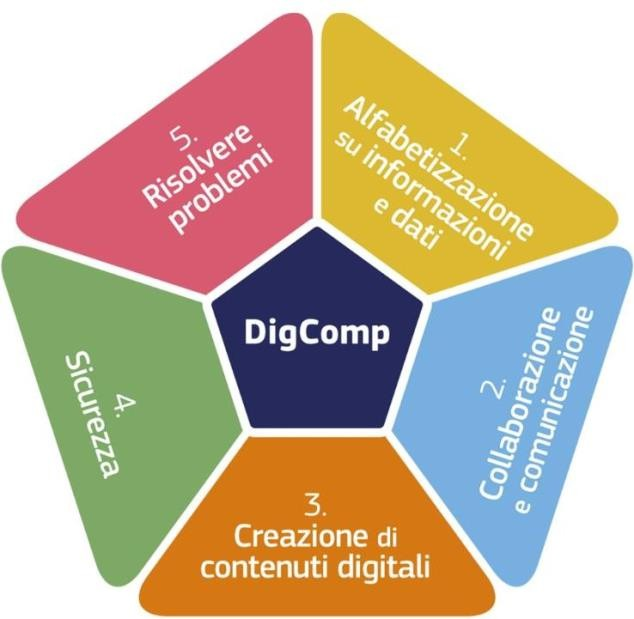 DigComp
1.
Alfabetizzazione
su informazioni
e dati
2.
Collaborazione
e comunicazione
3.
Creazione di
contenuti digitali
4.
Sicurezza
5.
Risolvere
problemi